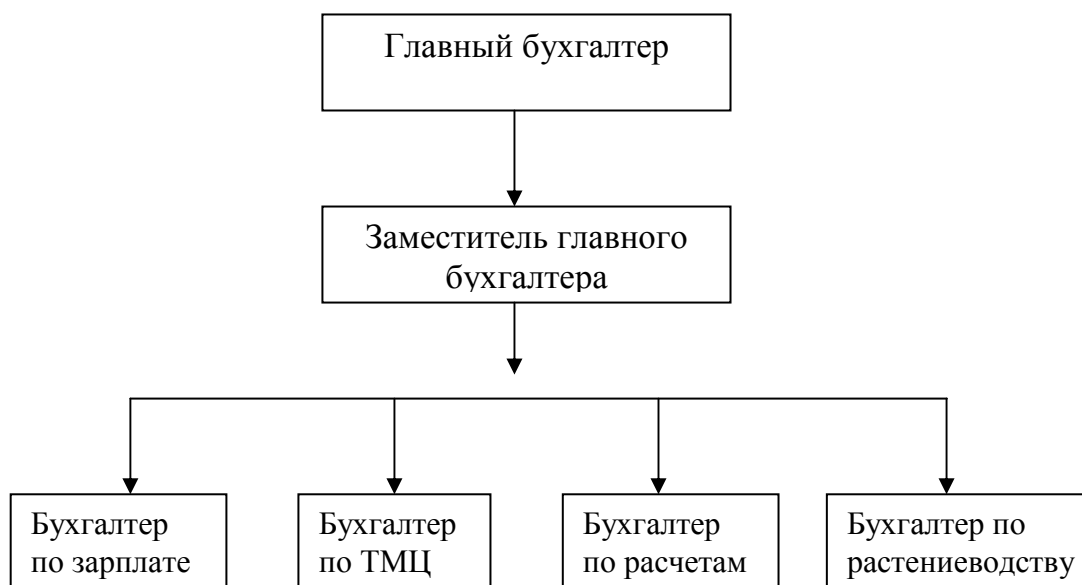 Главный бухгалтер
Заместитель главного
бухгалтера
Бухгалтер
по зарплате
Бухгалтер
по ТМЦ
Бухгалтер
по расчетам
Бухгалтер по
растениеводству